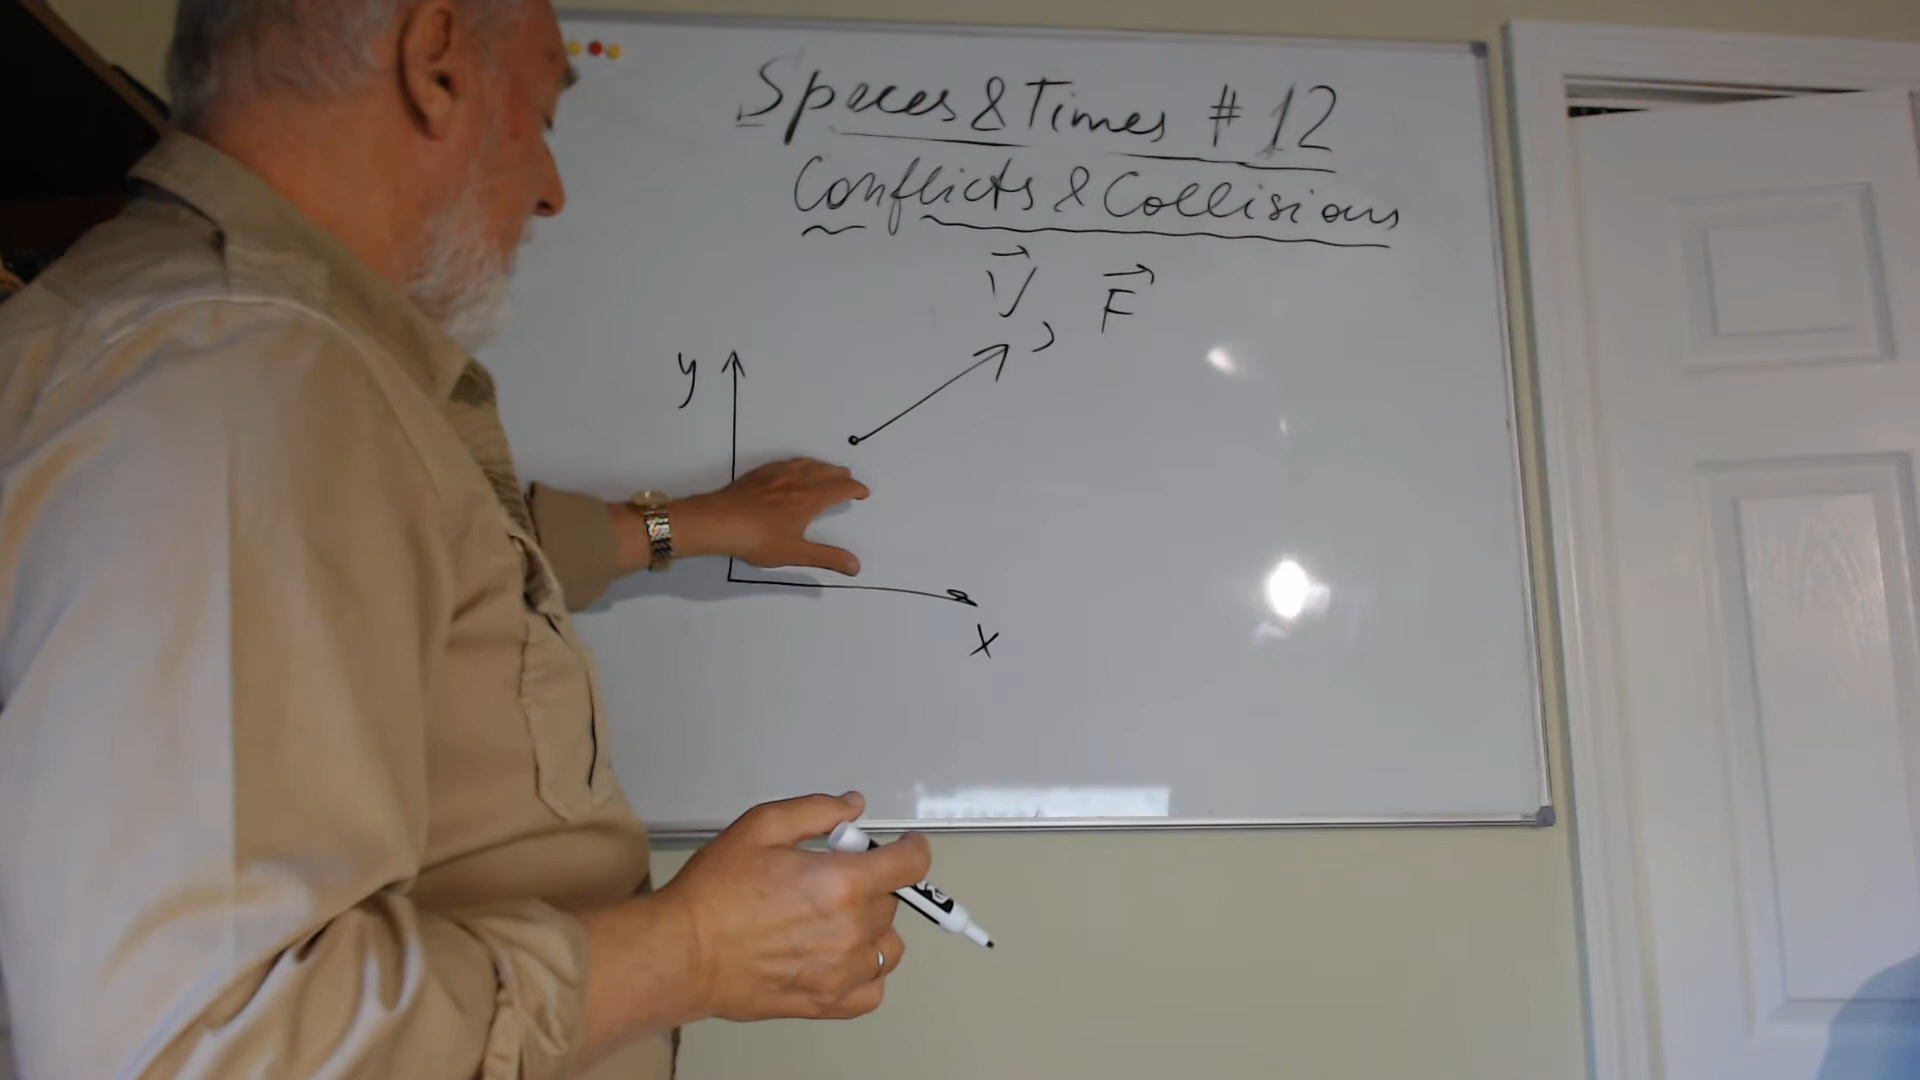 Spaces & Times # 12
Conflicts & Collisions
V, F
y
x